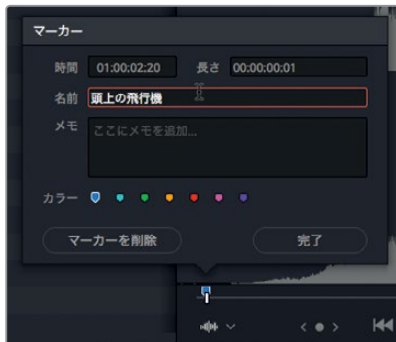 マーカー
時間 01:00:02:20 長さ 00:00:00:01
名前 頭上の飛行機
メモ ここにメモを追加...
カラー
マーカーを削除 完了